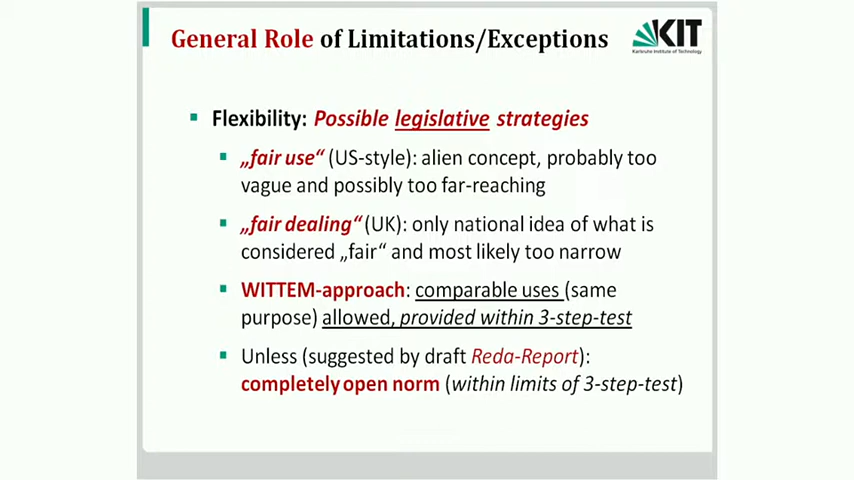 General Role of Limitations/Exceptions
KIT
Karlsruhe Institute of Technology
Flexibility: Possible legislative strategies
„fair use“ (US-style): alien concept, probably too
vague and possibly too far-reaching
„fair dealing“ (UK): only national idea of what is
considered „fair“ and most likely too narrow
WITTEM-approach: comparable uses (same
purpose) allowed, provided within 3-step-test
Unless (suggested by draft Reda-Report):
completely open norm (within limits of 3-step-test)